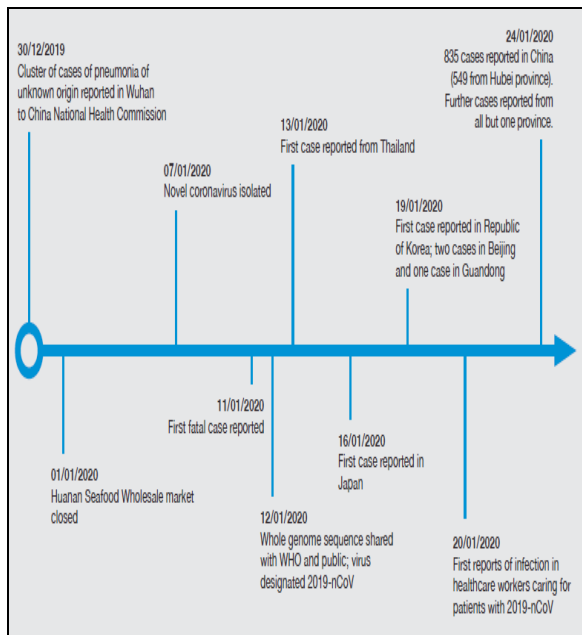 30/12/2019
Cluster of cases of pneumonia of
unknown origin reported in Wuhan
to China National Health Commission
01/01/2020
Huanan Seafood Wholesale market
closed
07/01/2020
Novel coronavirus isolated
11/01/2020
First fatal case reported
12/01/2020
Whole genome sequence shared
with WHO and public; virus
designated 2019-nCoV
13/01/2020
First case reported from Thailand
16/01/2020
First case reported in
Japan
19/01/2020
First case reported in Republic
of Korea; two cases in Beijing
and one case in Guandong
20/01/2020
First reports of infection in
healthcare workers caring for
patients with 2019-nCoV
24/01/2020
835 cases reported in China
(549 from Hubei province).
Further cases reported from
all but one province.